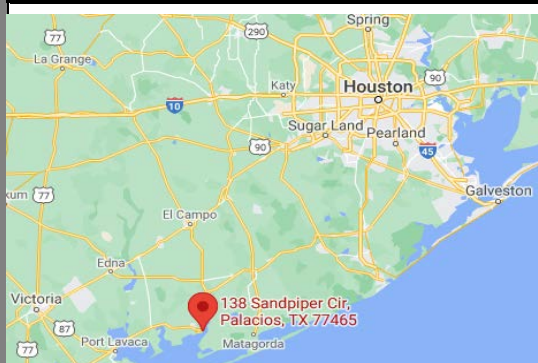 Spring
77
290
La Grange
90
Katy
Houston
10
Sugar Land
Pearland
90
45
77
Galveston
El Campo
Edna
Victoria
138 Sandpiper Cir,
Palacios, TX 77465
87
Port Lavaca
Matagorda
77